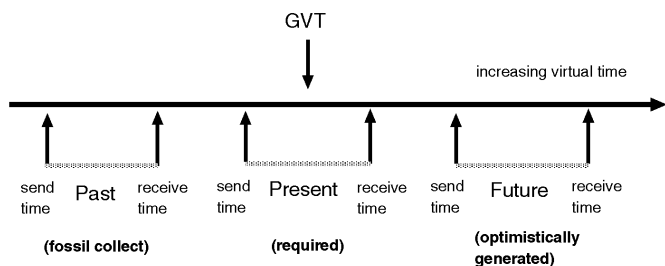 GVT
increasing virtual time
send
time
Past
receive
time
send
time
Present
receive
time
send
time
Future
receive
time
(fossil collect)
(required)
(optimistically
generated)